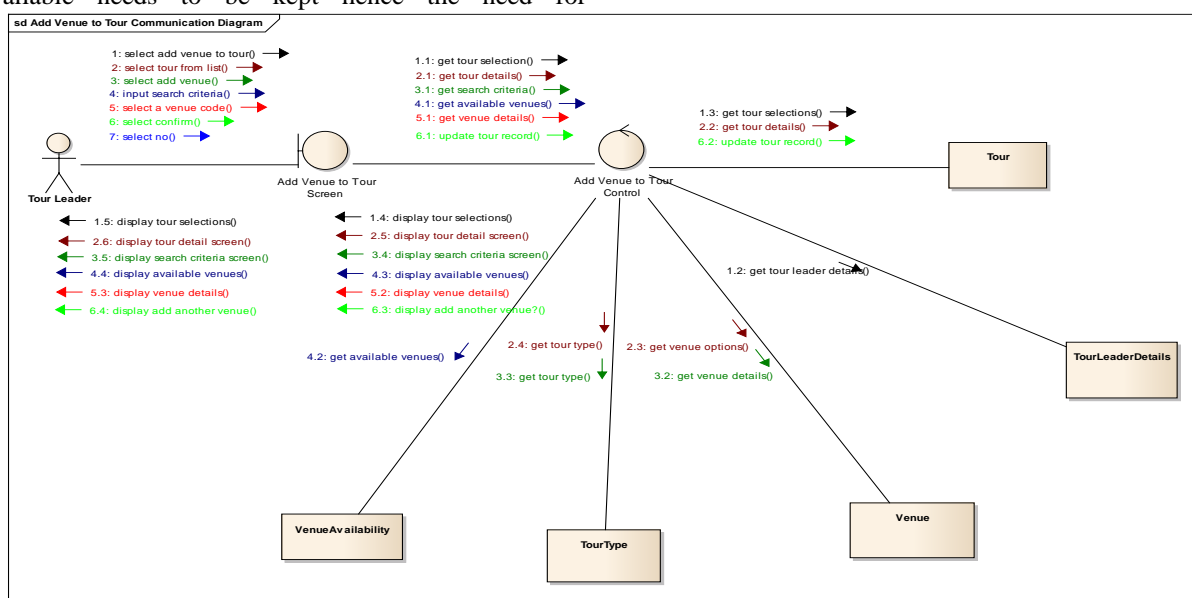 needs to be kept hence the need for
sd Add Venue to Tour Communication Diagram
1: select add venue to tour()
2: select tour from list()
3: select add venue()
4: input search criteria()
5: select a venue code()
6: select confirm()
7: select no()
1.1: get tour selection()
2.1: get tour details()
3.1: get search criteria()
4.1: get available venues()
5.1: get venue details()
6.1: update tour record()
1.3: get tour selections()
2.2: get tour details()
6.2: update tour record()
Tour Leader
Add Venue to Tour
Screen
Add Venue to Tour
Control
Tour
1.5: display tour selections()
2.6: display tour detail screen()
3.5: display search criteria screen()
4.4: display available venues()
5.3: display venue details()
6.4: display add another venue()
1.4: display tour selections()
2.5: display tour detail screen()
3.4: display search criteria screen()
4.3: display available venues()
5.2: display venue details()
6.3: display add another venue?()
1.2: get tour leader details()
4.2: get available venues()
2.4: get tour type()
3.3: get tour type()
2.3: get venue options()
3.2: get venue details()
TourLeaderDetails
VenueAvailability
TourType
Venue